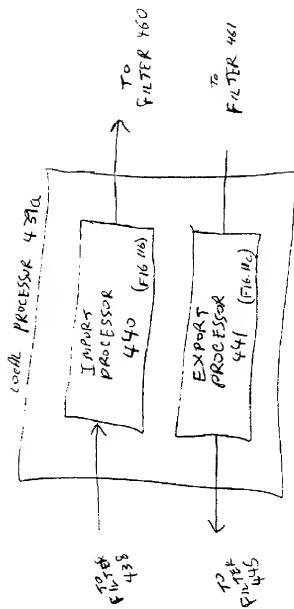 LOCAL PROCESSOR 439a
IMPORT
PROCESSOR
440
(FIG. 11b)
EXPORT
PROCESSOR
441
(FIG. 11c)
TO
FILTER 460
TO
FILTER 461
TO
FILTER
438
TO
FILTER
445